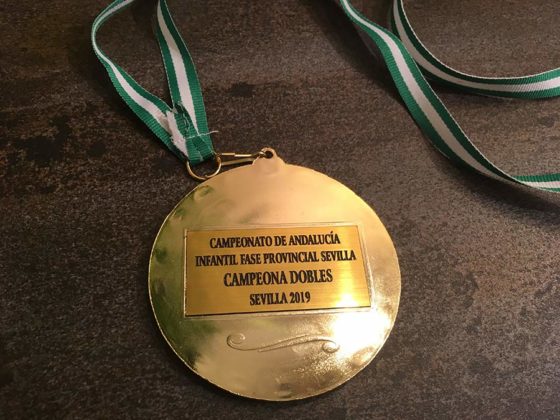 CAMPEONATO DE ANDALUCÍA
INFANTIL FASE PROVINCIAL SEVILLA
CAMPEONA DOBLES
SEVILLA 2019